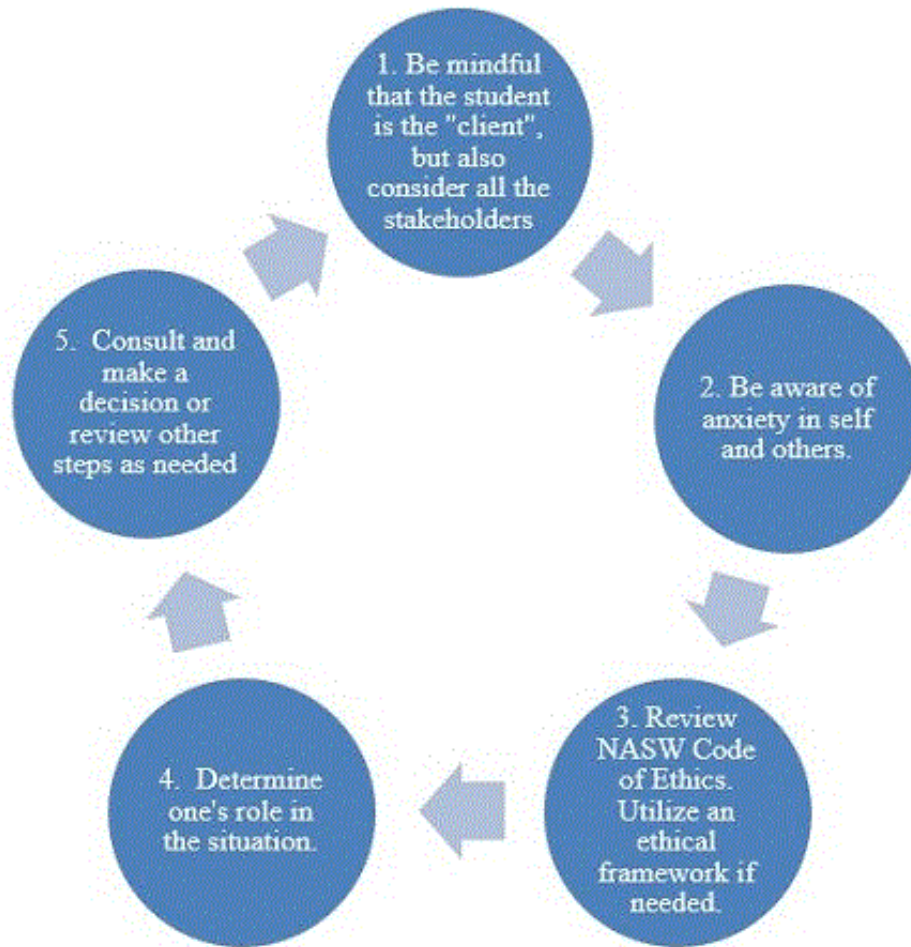 1. Be mindful
that the student
is the "client",
but also
consider all the
stakeholders
2. Be aware of
anxiety in self
and others.
3. Review
NASW Code
of Ethics.
Utilize an
ethical
framework if
needed.
4. Determine
one's role in
the situation.
5. Consult and
make a
decision or
review other
steps as needed